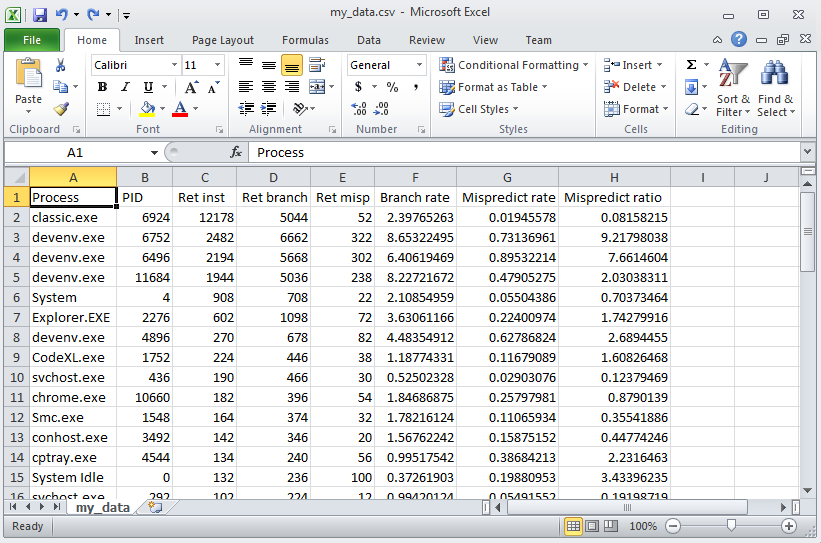 my_data.csv - Microsoft Excel
File Home Insert Page Layout Formulas Data Review View Team
Calibri 11 General Conditional Formatting Insert Σ
Paste B I U A A $ % , Format as Table Delete Sort & Filter Find & Select
A .00 .0 Cell Styles Format
Clipboard Font Alignment Number Styles Cells Editing
A1 fx Process
A B C D E F G H I J
1 Process PID Ret inst Ret branch Ret misp Branch rate Mispredict rate Mispredict ratio
2 classic.exe 6924 12178 5044 52 2.39765263 0.01945578 0.08158215
3 devenv.exe 6752 2482 6662 322 8.65322495 0.73136961 9.21798038
4 devenv.exe 6496 2194 5668 302 6.40619469 0.89532214 7.6614604
5 devenv.exe 11684 1944 5036 238 8.22721672 0.47905275 2.03038311
6 System 4 908 708 22 2.10854959 0.05504386 0.70373464
7 Explorer.EXE 2276 602 1098 72 3.63061166 0.22400974 1.74279916
8 devenv.exe 4896 270 678 82 4.48354912 0.62786824 2.6894455
9 CodeXL.exe 1752 224 446 38 1.18774331 0.11679089 1.60826468
10 svchost.exe 436 190 466 30 0.52502328 0.02903076 0.12379469
11 chrome.exe 10660 182 396 54 1.84686875 0.25797981 0.8790139
12 Smc.exe 1548 164 374 32 1.78216124 0.11065934 0.35541886
13 conhost.exe 3492 142 346 20 1.56762242 0.15875152 0.44774246
14 cptray.exe 4544 134 240 56 0.99517542 0.38684213 2.2316463
15 System Idle 0 132 236 100 0.37261903 0.19880953 3.43396235
16 svchost.exe 292 102 224 12 0.99420124 0.05491552 0.19198719
my_data
Ready 100%